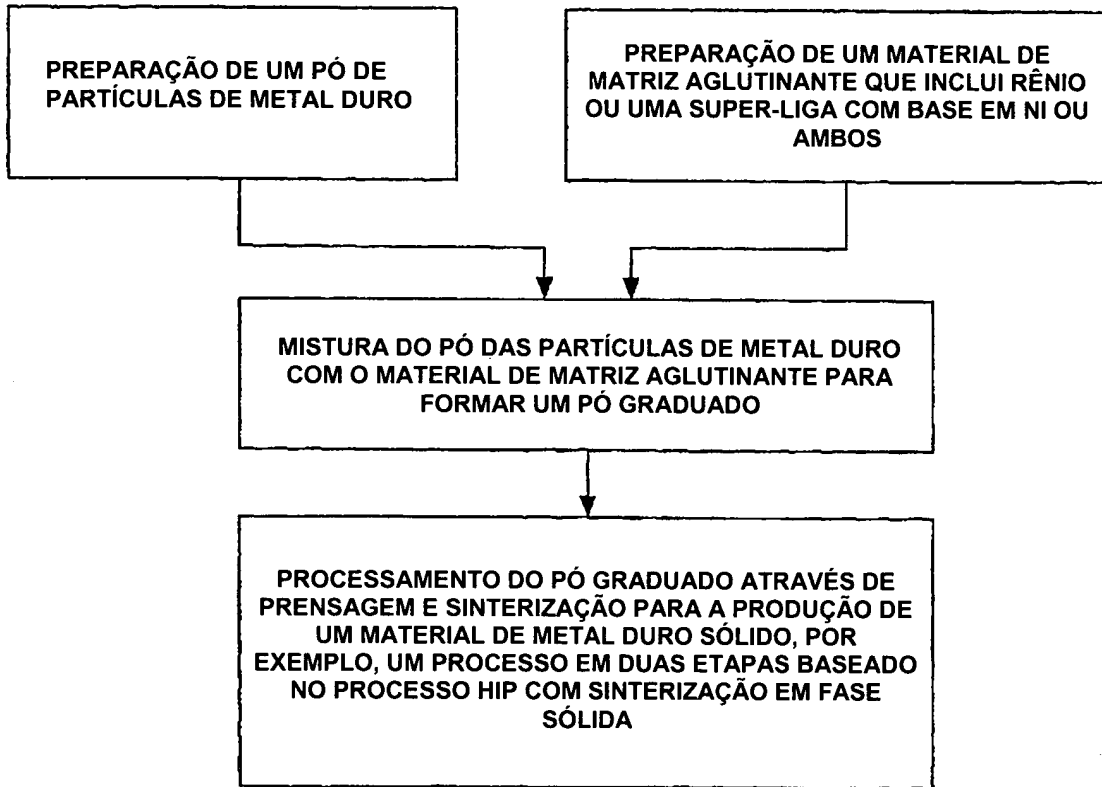 PREPARAÇÃO DE UM PÓ DE
PARTÍCULAS DE METAL DURO
PREPARAÇÃO DE UM MATERIAL DE
MATRIZ AGLUTINANTE QUE INCLUI RÊNIO
OU UMA SUPER-LIGA COM BASE EM NI OU
AMBOS
MISTURA DO PÓ DAS PARTÍCULAS DE METAL DURO
COM O MATERIAL DE MATRIZ AGLUTINANTE PARA
FORMAR UM PÓ GRADUADO
PROCESSAMENTO DO PÓ GRADUADO ATRAVÉS DE
PRENSAGEM E SINTERIZAÇÃO PARA A PRODUÇÃO DE
UM MATERIAL DE METAL DURO SÓLIDO, POR
EXEMPLO, UM PROCESSO EM DUAS ETAPAS BASEADO
NO PROCESSO HIP COM SINTERIZAÇÃO EM FASE
SÓLIDA